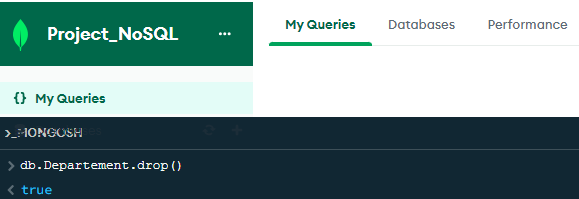 Project_NoSQL ...
My Queries Databases Performance
{} My Queries
>_MONGOSH
> db.Departement.drop()
< true